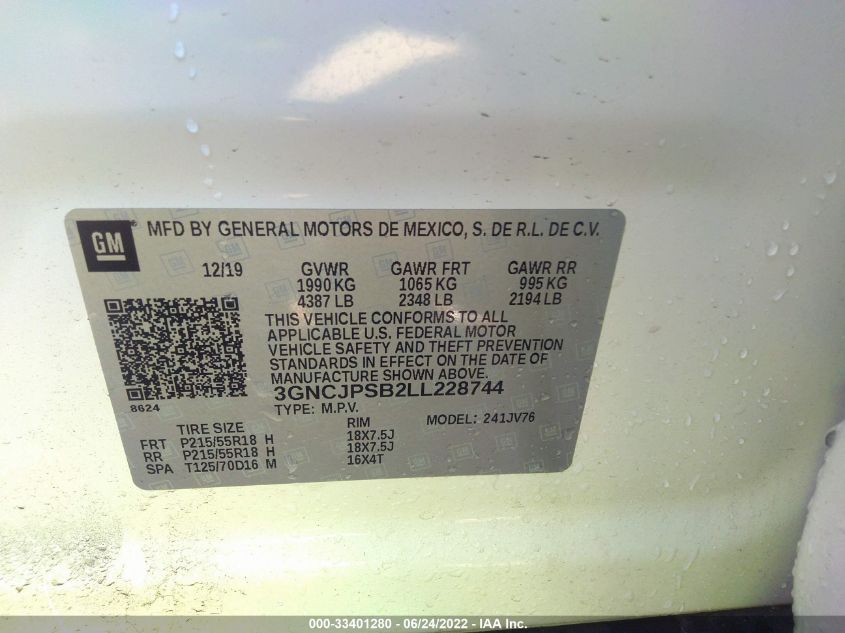 GM
MFD BY GENERAL MOTORS DE MEXICO, S. DE R.L. DE C.V.
12/19 GVWR GAWR FRT GAWR RR
1990 KG 1065 KG 995 KG
4387 LB 2348 LB 2194 LB
THIS VEHICLE CONFORMS TO ALL
APPLICABLE U.S. FEDERAL MOTOR
VEHICLE SAFETY AND THEFT PREVENTION
STANDARDS IN EFFECT ON THE DATE OF
MANUFACTURE SHOWN ABOVE.
3GNCJPSB2LL228744
8624
TYPE: M.P.V. MODEL: 241JV76
TIRE SIZE RIM
FRT P215/55R18 H 18X7.5J
RR P215/55R18 H 18X7.5J
SPA T125/70D16 M 16X4T
000-33401280 - 06/24/2022 - IAA Inc.